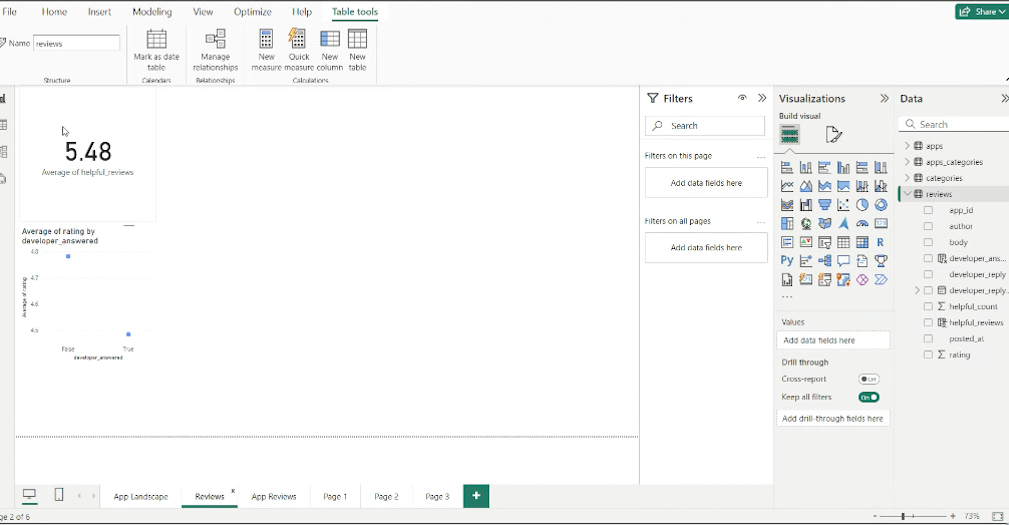 File Home Insert Modeling View Optimize Help Table tools
Share
Name reviews
Mark as date table
Manage relationships
New measure
Quick measure
New column
New table
Structure
Calendars
Relationships
Calculations
5.48
Average of helpful_reviews
Average of rating by
developer_answered
4.8
4.7
4.6
4.5
Average of rating
False
True
developer_answered
Filters
Search
Filters on this page
...
Add data fields here
Filters on all pages
...
Add data fields here
Visualizations
Build visual
R
Py
...
Values
Add data fields here
Drill through
Cross-report
Off
Keep all filters
On
Add drill-through fields here
Data
Search
apps
apps_categories
categories
reviews
app_id
author
body
developer_ans...
developer_reply
developer_reply...
helpful_count
helpful_reviews
posted_at
rating
App Landscape
Reviews
x
App Reviews
Page 1
Page 2
Page 3
+
ge 2 of 6
-
+
73%